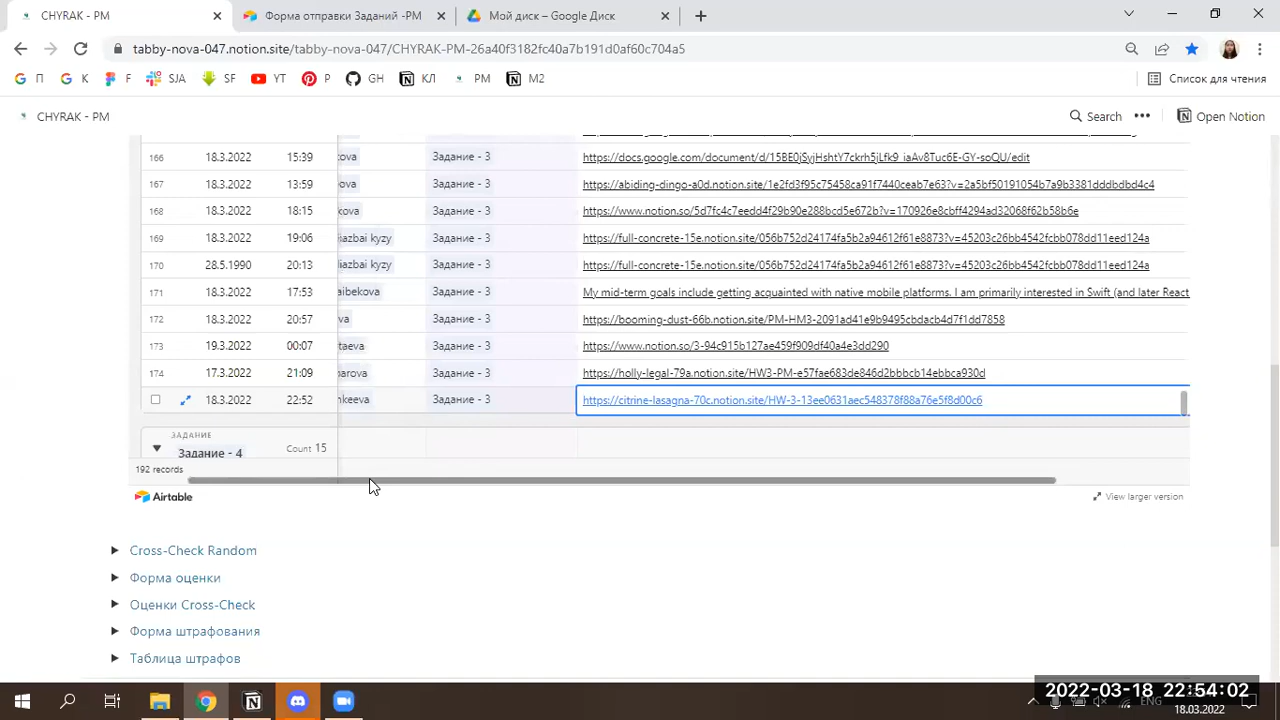 CHYRAK - PM
Форма отправки Заданий -PM
Мой диск – Google Диск
tabby-nova-047.notion.site/tabby-nova-047/CHYRAK-PM-26a40f3182fc40a7b191d0af60c704a5
П K F SJA SF YT P GH КЛ PM M2 Список для чтения
CHYRAK - PM Search Open Notion
166 18.3.2022 15:39 kova Задание - 3 https://docs.google.com/document/d/15BE0jSyjHshtY7ckrh5jLfk9_iaAv8Tuc6E-GY-soQU/edit
167 18.3.2022 13:59 ova Задание - 3 https://abiding-dingo-a0d.notion.site/1e2fd3f95c75458ca91f7440ceab7e63?v=2a5bf50191054b7a9b3381dddbdbd4c4
168 18.3.2022 18:15 kova Задание - 3 https://www.notion.so/5d7fc4c7eedd4f29b90e288bcd5e672b?v=170926e8cbff4294ad32068f62b58b6e
169 18.3.2022 19:06 iazbai kyzy Задание - 3 https://full-concrete-15e.notion.site/056b752d24174fa5b2a94612f61e8873?v=45203c26bb4542fcbb078dd11eed124a
170 28.5.1990 20:13 iazbai kyzy Задание - 3 https://full-concrete-15e.notion.site/056b752d24174fa5b2a94612f61e8873?v=45203c26bb4542fcbb078dd11eed124a
171 18.3.2022 17:53 aibekova Задание - 3 My mid-term goals include getting acquainted with native mobile platforms. I am primarily interested in Swift (and later React
172 18.3.2022 20:57 va Задание - 3 https://booming-dust-66b.notion.site/PM-HM3-2091ad41e9b9495cbdacb4d7f1dd7858
173 19.3.2022 00:07 taeva Задание - 3 https://www.notion.so/3-94c915b127ae459f909df40a4e3dd290
174 17.3.2022 21:09 narova Задание - 3 https://holly-legal-79a.notion.site/HW3-PM-e57fae683de846d2bbbcb14ebbca930d
18.3.2022 22:52 nkeeva Задание - 3 https://citrine-lasagna-70c.notion.site/HW-3-13ee0631aec548378f88a76e5f8d00c6
ЗАДАНИЕ
Задание - 4 Count 15
192 records
Airtable View larger version
Cross-Check Random
Форма оценки
Оценки Cross-Check
Форма штрафования
Таблица штрафов
2022-03-18 22:54:02
ENG
18.03.2022